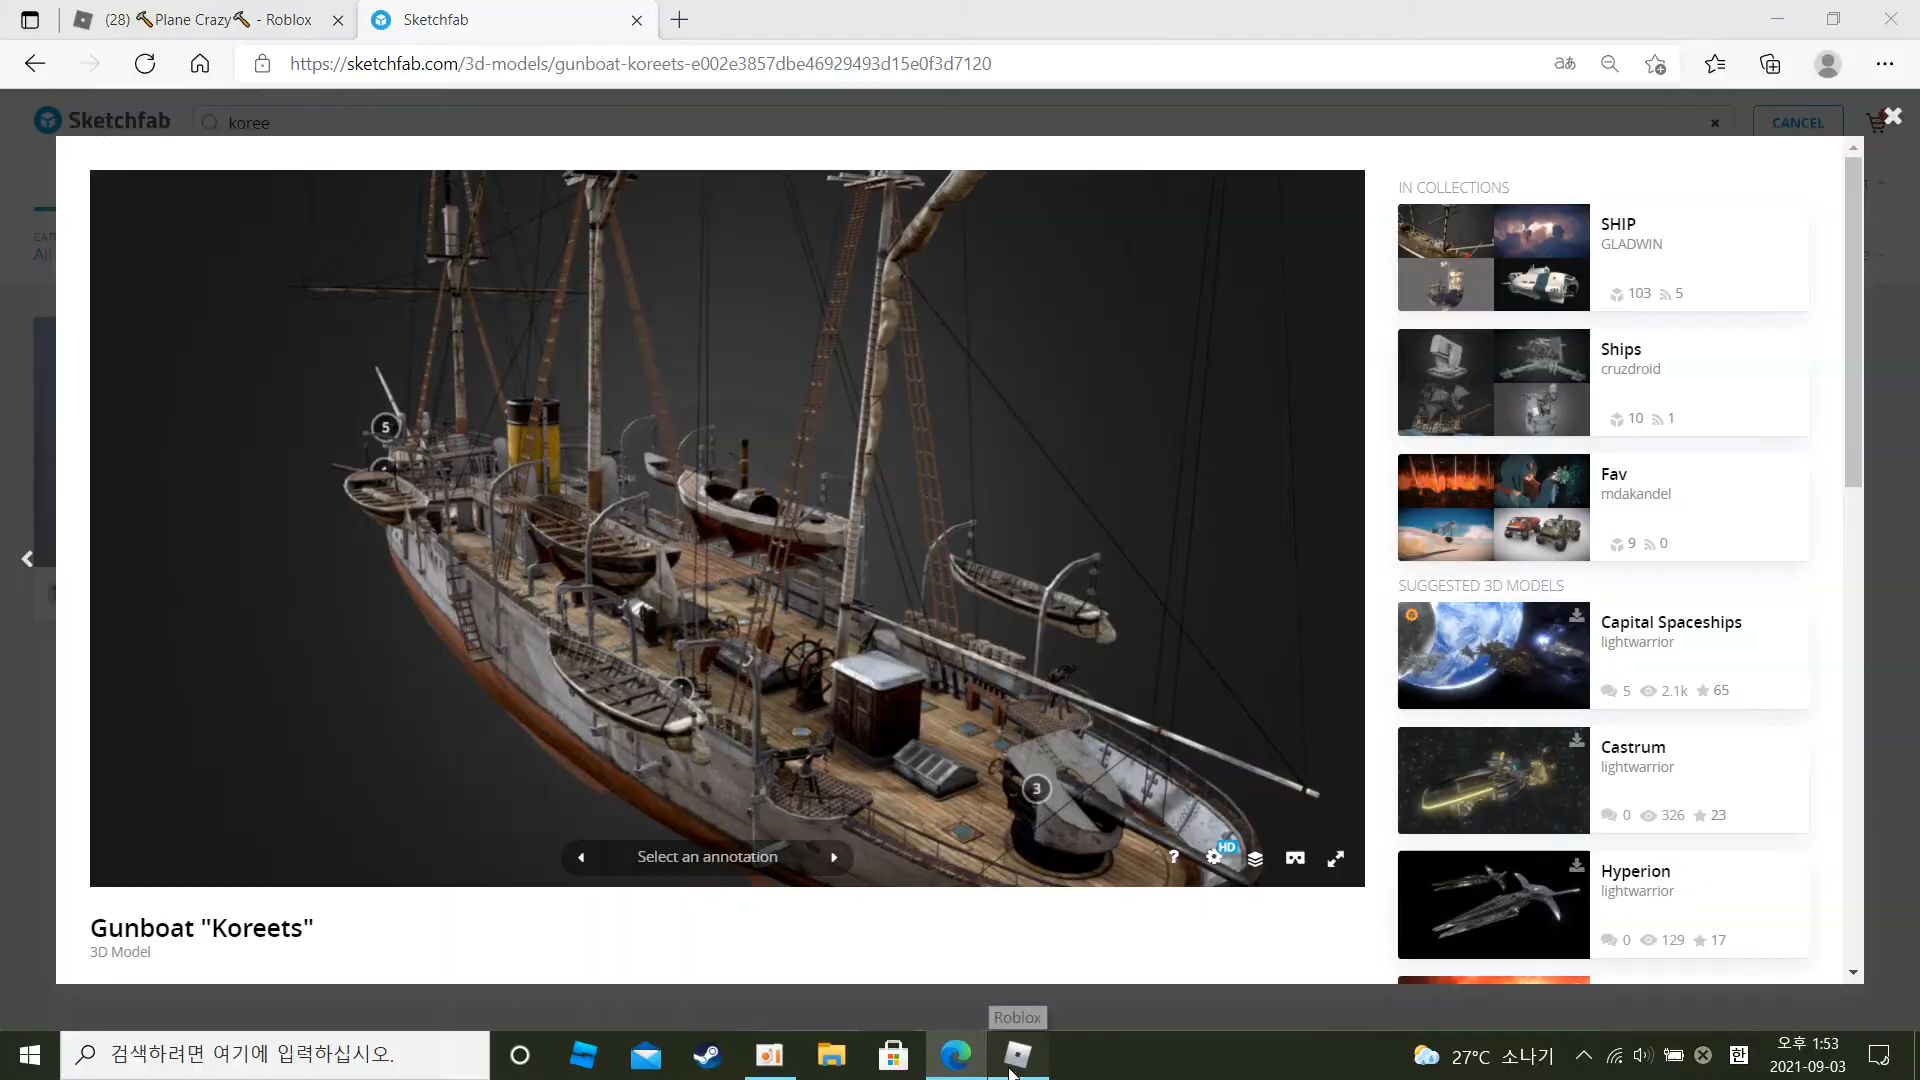 (28) 🔨Plane Crazy🔨 - Roblox
Sketchfab
https://sketchfab.com/3d-models/gunboat-koreets-e002e3857dbe46929493d15e0f3d7120
aあ
Sketchfab
koree
CANCEL
All
IN COLLECTIONS
SHIP
GLADWIN
103 5
Ships
cruzdroid
10 1
Fav
mdakandel
9 0
SUGGESTED 3D MODELS
Capital Spaceships
lightwarrior
5 2.1k 65
Castrum
lightwarrior
0 326 23
Hyperion
lightwarrior
0 129 17
5
3
Select an annotation
?
HD
Gunboat "Koreets"
3D Model
Roblox
검색하려면 여기에 입력하십시오.
27°C 소나기
한
오후 1:53
2021-09-03